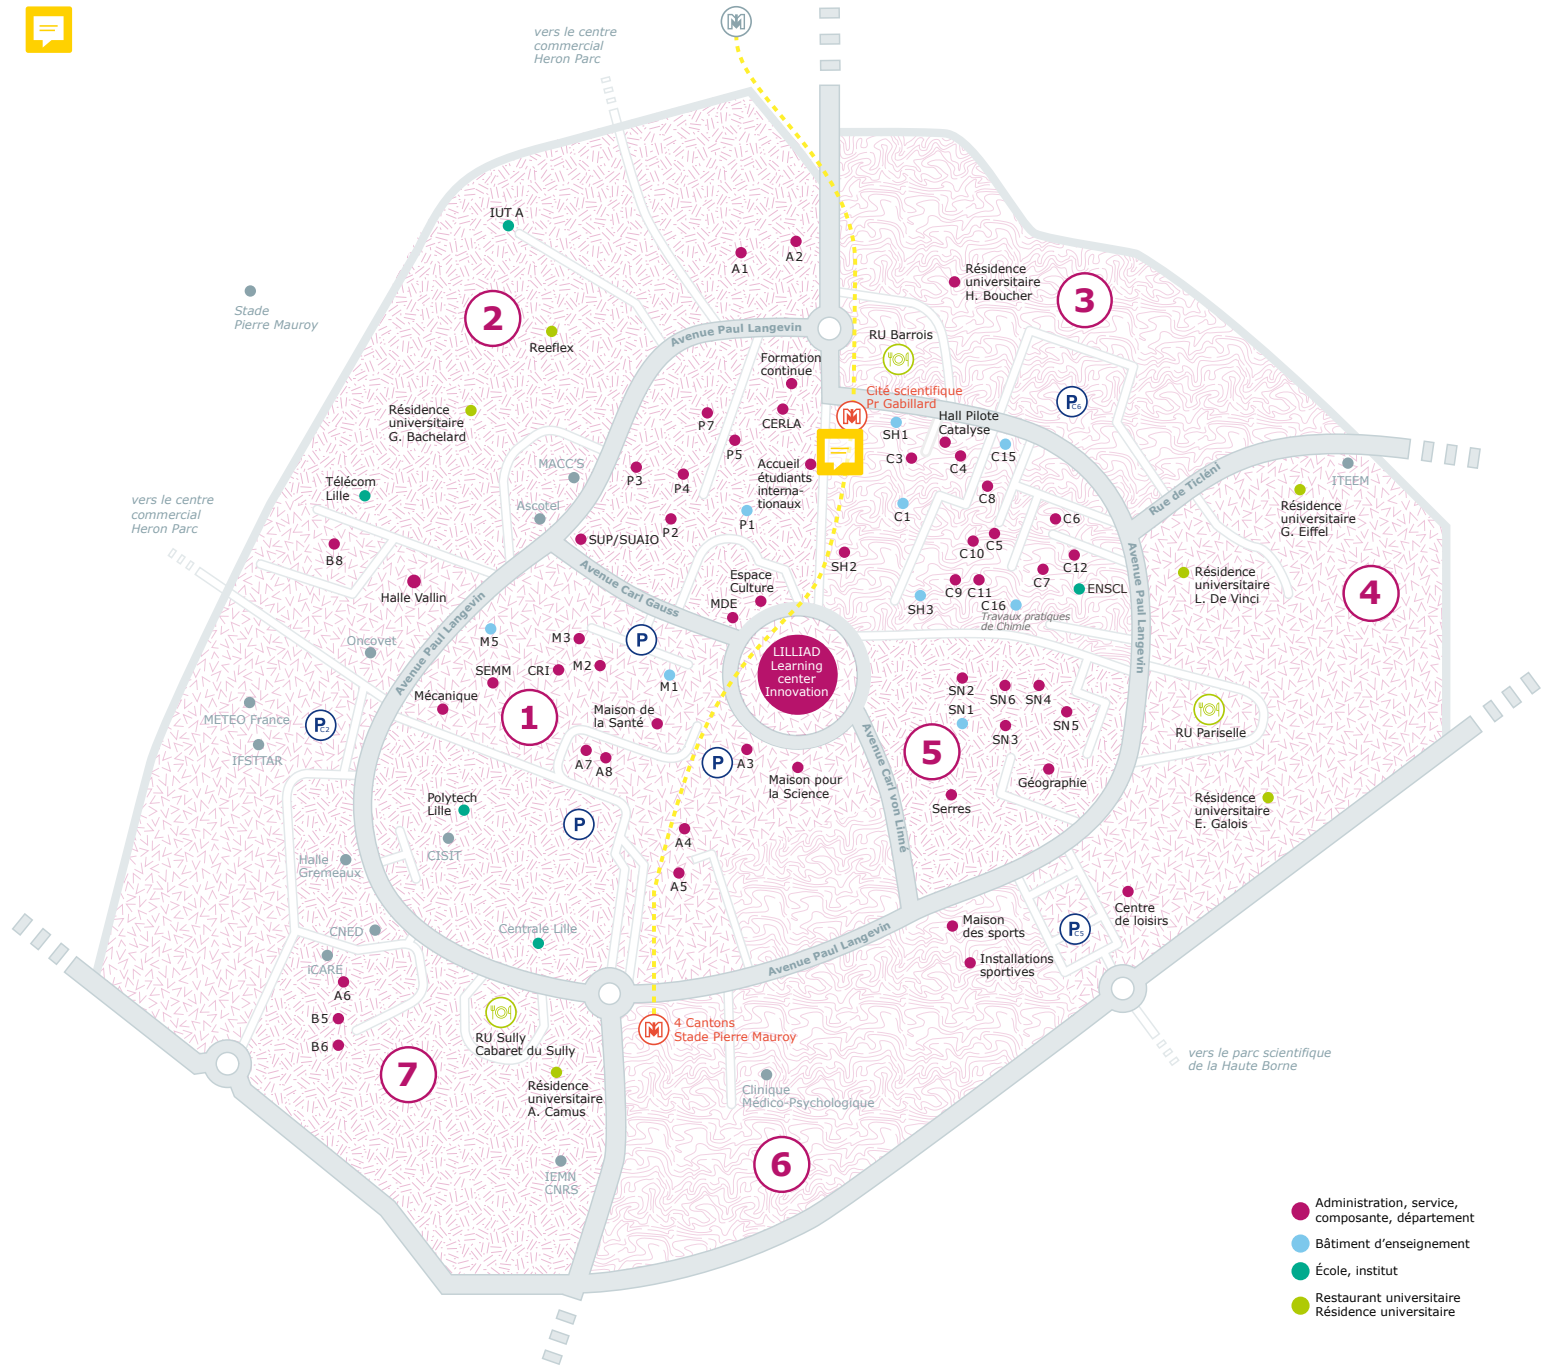 vers le centre
commercial
Heron Parc
IUT A
A1
A2
Stade
Pierre Mauroy
2
Reeflex
Avenue Paul Langevin
Résidence
universitaire
H. Boucher
3
RU Barrois
Formation
continue
Cité scientifique
Pr Gabillard
Résidence
universitaire
G. Bachelard
P7
CERLA
P5
SH1
Hall Pilote
Catalyse
C3
C4
C15
PC6
MACC'S
P3
P4
Accueil
étudiants
interna-
tionaux
C8
Rue de Ticléni
ITEEM
Télécom
Lille
vers le centre
commercial
Heron Parc
Ascotel
P2
P1
C1
C6
Résidence
universitaire
G. Eiffel
B8
SUP/SUAIO
SH2
C10
C5
C12
C7
Halle Vallin
Avenue Carl Gauss
Espace
Culture
MDE
C9
C11
SH3
C16
Travaux pratiques
de Chimie
ENSCL
Avenue Paul Langevin
Résidence
universitaire
L. De Vinci
4
Avenue Paul Langevin
M5
M3
P
Oncovet
SEMM
CRI
M2
M1
LILLIAD
Learning
center
Innovation
Mécanique
1
Maison de
la Santé
SN2
SN6
SN4
SN1
SN3
SN5
METEO France
PC2
IFSTTAR
RU Pariselle
A7
A8
P
A3
Maison pour
la Science
Avenue Carl von Linné
5
Géographie
Serres
Résidence
universitaire
E. Galois
Polytech
Lille
P
CISIT
A4
A5
Halle
Gremeaux
Centre
de loisirs
CNED
Centrale Lille
Maison
des sports
PC5
Avenue Paul Langevin
Installations
sportives
iCARE
A6
B5
B6
RU Sully
Cabaret du Sully
4 Cantons
Stade Pierre Mauroy
vers le parc scientifique
de la Haute Borne
7
Résidence
universitaire
A. Camus
Clinique
Médico-Psychologique
IEMN
CNRS
6
Administration, service,
composante, département
Bâtiment d'enseignement
École, institut
Restaurant universitaire
Résidence universitaire